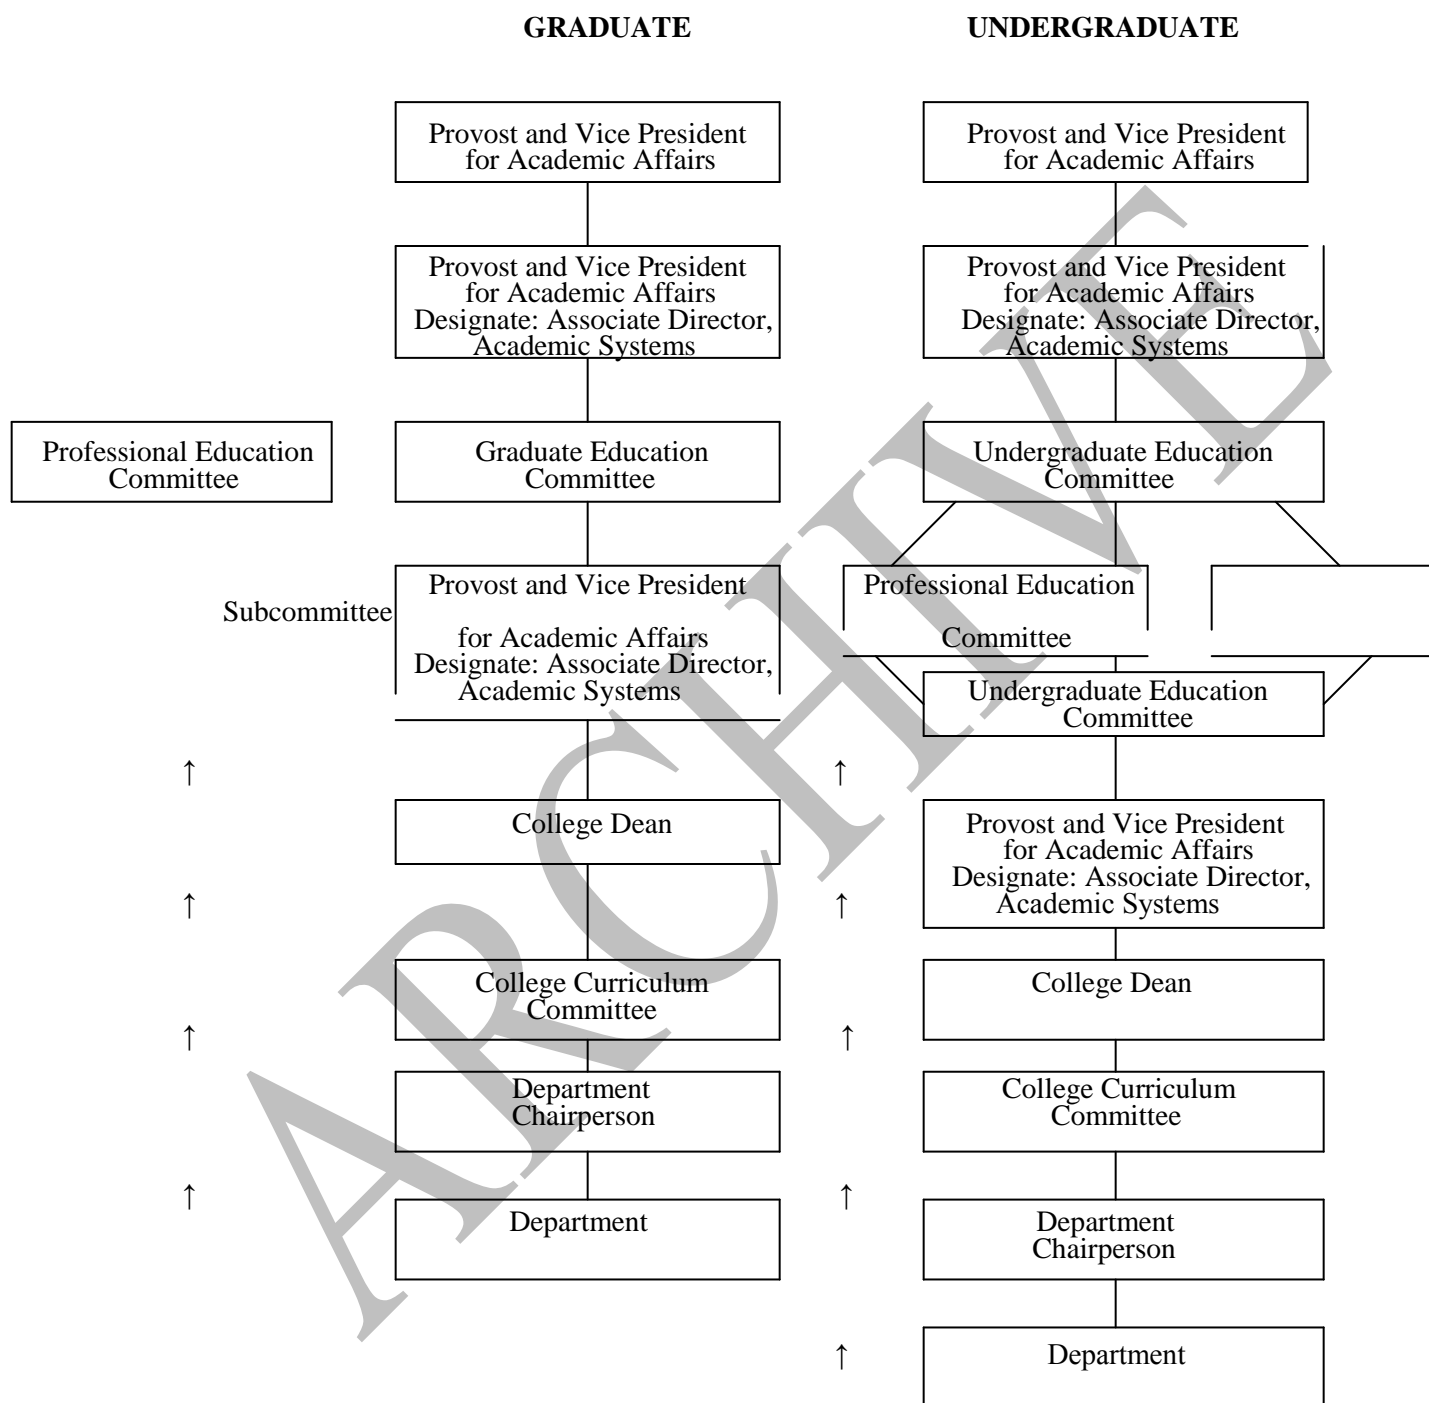 GRADUATE
UNDERGRADUATE
Provost and Vice President
for Academic Affairs
Provost and Vice President
for Academic Affairs
Provost and Vice President
for Academic Affairs
Designate: Associate Director,
Academic Systems
Provost and Vice President
for Academic Affairs
Designate: Associate Director,
Academic Systems
Professional Education
Committee
Graduate Education
Committee
Undergraduate Education
Committee
Subcommittee
Provost and Vice President
for Academic Affairs
Designate: Associate Director,
Academic Systems
Professional Education
Committee
Undergraduate Education
Committee
↑
↑
College Dean
Provost and Vice President
for Academic Affairs
Designate: Associate Director,
Academic Systems
↑
↑
College Curriculum
Committee
College Dean
↑
↑
Department
Chairperson
College Curriculum
Committee
↑
↑
Department
Department
Chairperson
↑
Department
ARCHIVE